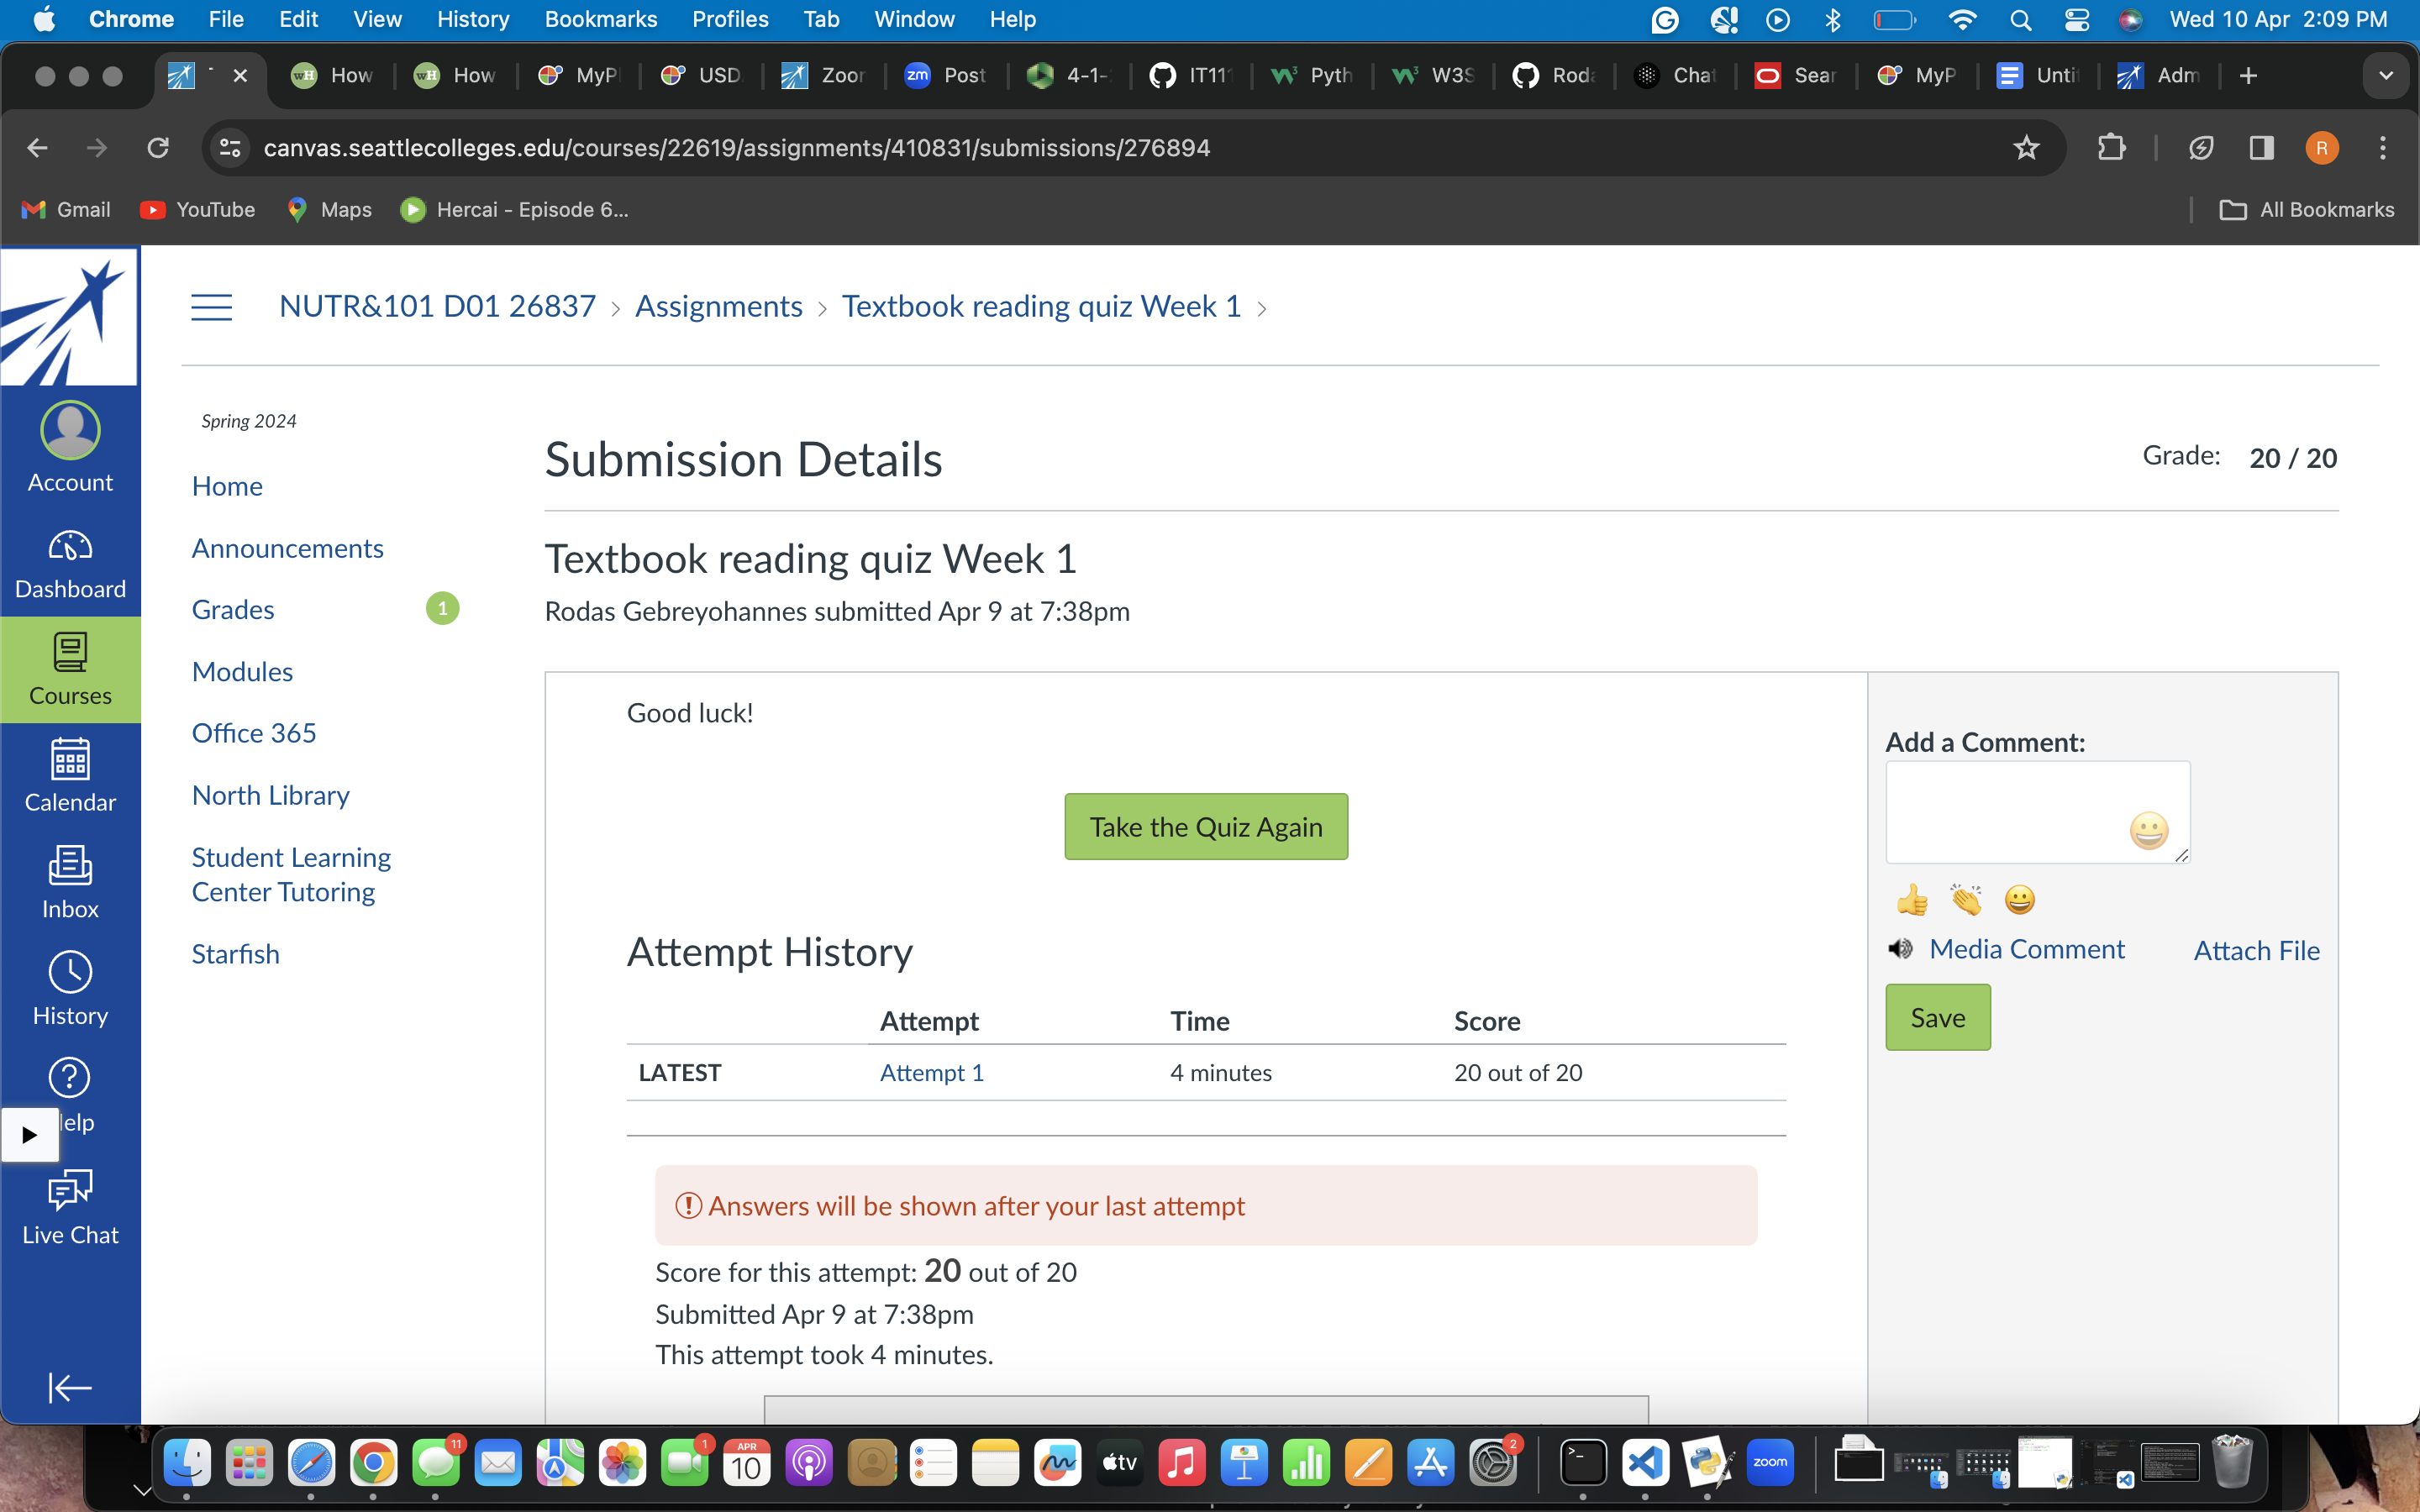 Chrome File Edit View History Bookmarks Profiles Tab Window Help Wed 10 Apr 2:09 PM
How How MyPl USD Zoor zm Post 4-1- IT11 Pyth W3S Roda Chat Sear MyP Unti Adm
canvas.seattlecolleges.edu/courses/22619/assignments/410831/submissions/276894 R
Gmail YouTube Maps Hercai - Episode 6... All Bookmarks
NUTR&101 D01 26837 › Assignments › Textbook reading quiz Week 1 ›
Account
Dashboard
Courses
Calendar
Inbox
History
elp
Live Chat
Spring 2024
Home
Announcements
Grades 1
Modules
Office 365
North Library
Student Learning
Center Tutoring
Starfish
Submission Details
Grade: 20 / 20
Textbook reading quiz Week 1
Rodas Gebreyohannes submitted Apr 9 at 7:38pm
Good luck!
Take the Quiz Again
Attempt History
Attempt Time Score
LATEST Attempt 1 4 minutes 20 out of 20
Answers will be shown after your last attempt
Score for this attempt: 20 out of 20
Submitted Apr 9 at 7:38pm
This attempt took 4 minutes.
Add a Comment:
Media Comment Attach File
Save
11 1 APR 10 tv 2 zoom